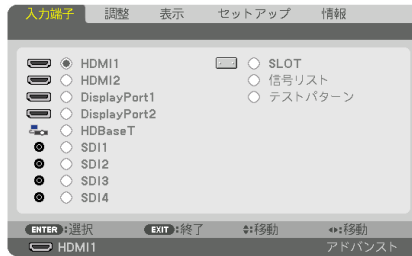 入力端子 調整 表示 セットアップ 情報
HDMI1
HDMI2
DisplayPort1
DisplayPort2
HDBaseT
SDI1
SDI2
SDI3
SDI4
SLOT
信号リスト
テストパターン
ENTER:選択 EXIT:終了 :移動 :移動
HDMI1 アドバンスト